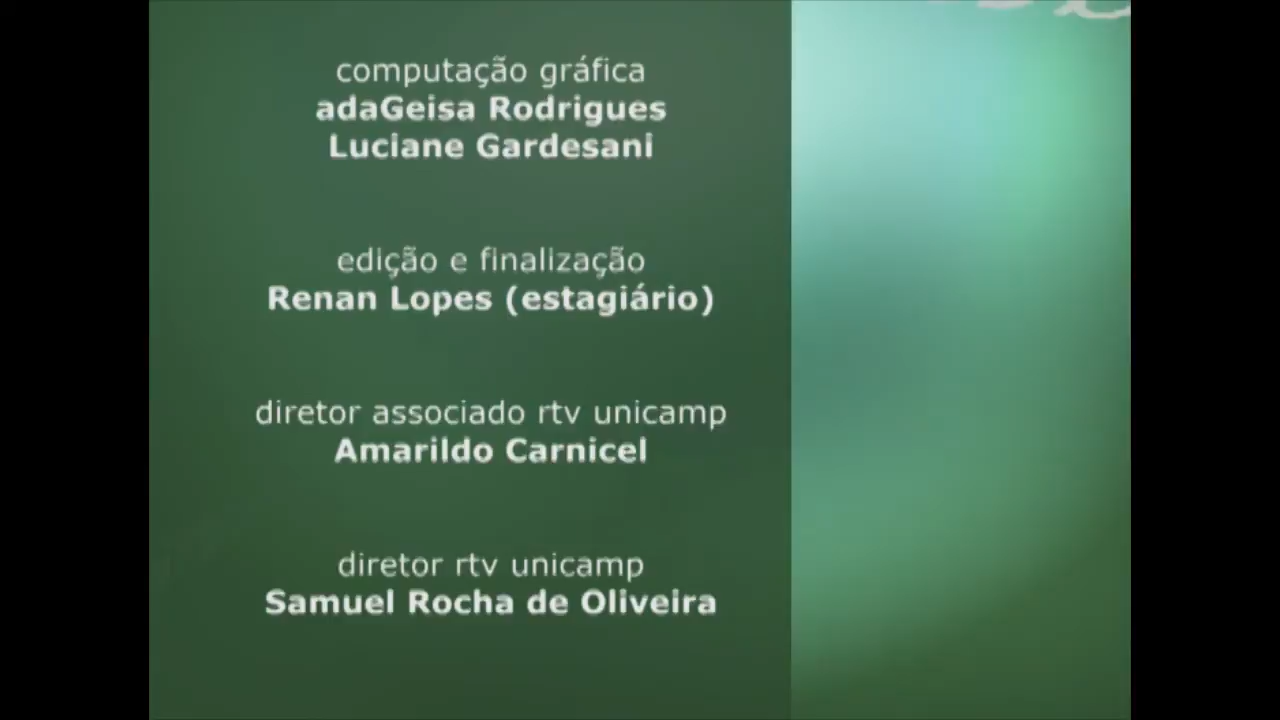 computação gráfica
adaGeisa Rodrigues
Luciane Gardesani
edição e finalização
Renan Lopes (estagiário)
diretor associado rtv unicamp
Amarildo Carnicel
diretor rtv unicamp
Samuel Rocha de Oliveira